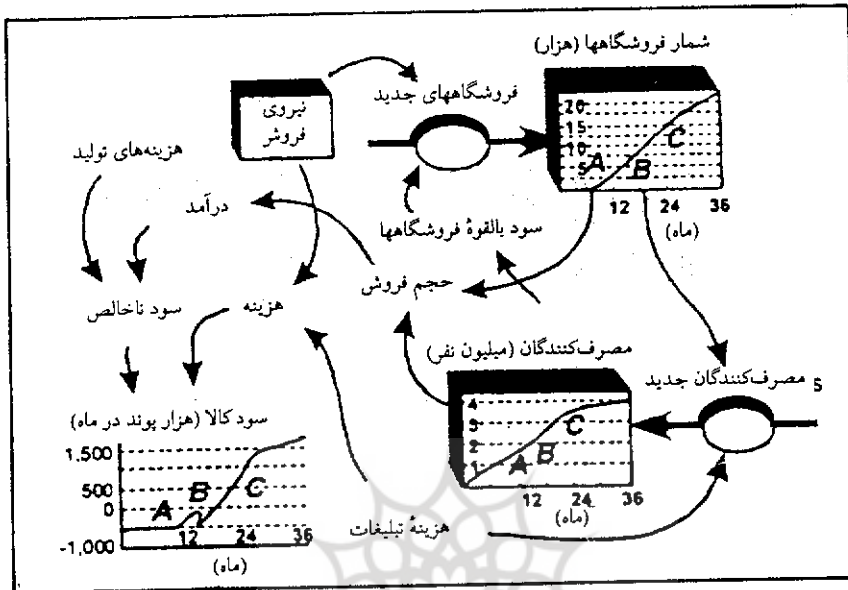 شمار فروشگاهها (هزار)
20
15
10
5
A
B
C
12 24 36
(ماه)
فروشگاههای جدید
نیروی
فروش
هزینه‌های تولید
درآمد
سود بالقوهٔ فروشگاهها
حجم فروش
سود ناخالص
هزینه
مصرف‌کنندگان (میلیون نفر)
4
3
2
1
A
B
C
12 24 36
(ماه)
مصرف‌کنندگان جدید
5
سود کالا (هزار پوند در ماه)
1,500
500
0
-1,000
A
B
C
12 24 36
(ماه)
هزینهٔ تبلیغات